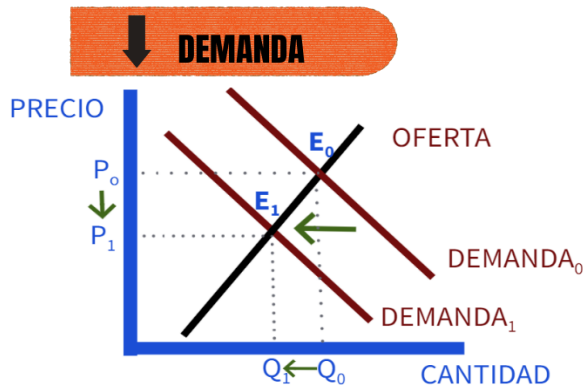 DEMANDA
PRECIO
OFERTA
E₀
P₀
E₁
P₁
DEMANDA₀
DEMANDA₁
Q₁ Q₀
CANTIDAD